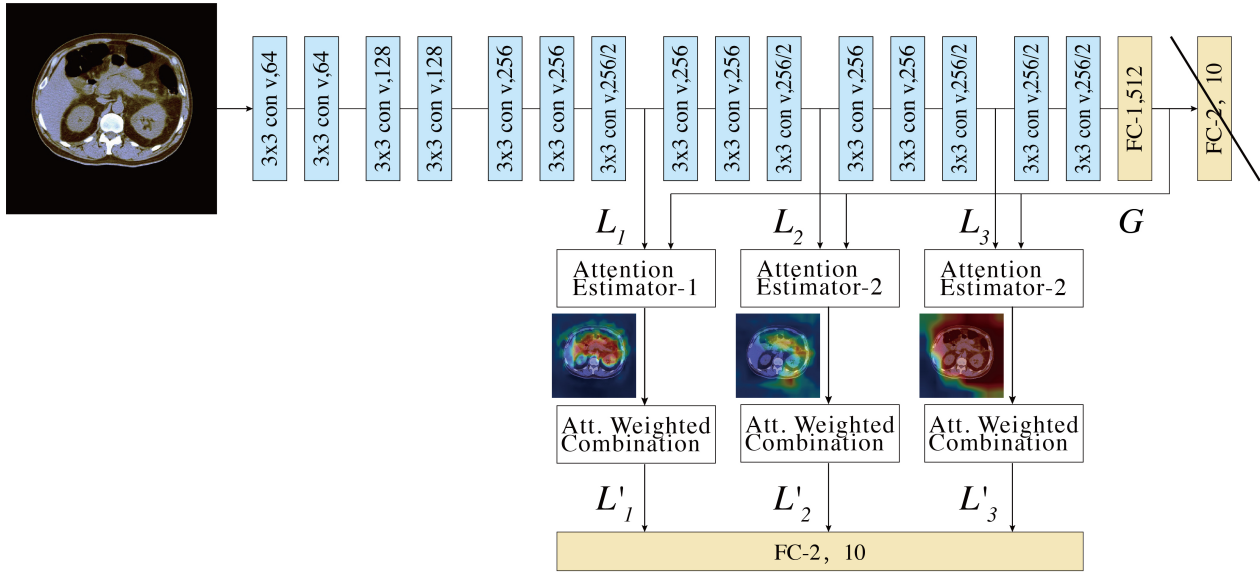 3x3 con v,64
3x3 con v,64
3x3 con v,128
3x3 con v,128
3x3 con v,256
3x3 con v,256
3x3 con v,256/2
3x3 con v,256
3x3 con v,256
3x3 con v,256/2
3x3 con v,256
3x3 con v,256
3x3 con v,256/2
3x3 con v,256/2
3x3 con v,256/2
FC-1,512
FC-2, 10
L1
L2
L3
G
Attention
Estimator-1
Attention
Estimator-2
Attention
Estimator-2
Att. Weighted
Combination
Att. Weighted
Combination
Att. Weighted
Combination
L'1
L'2
L'3
FC-2, 10